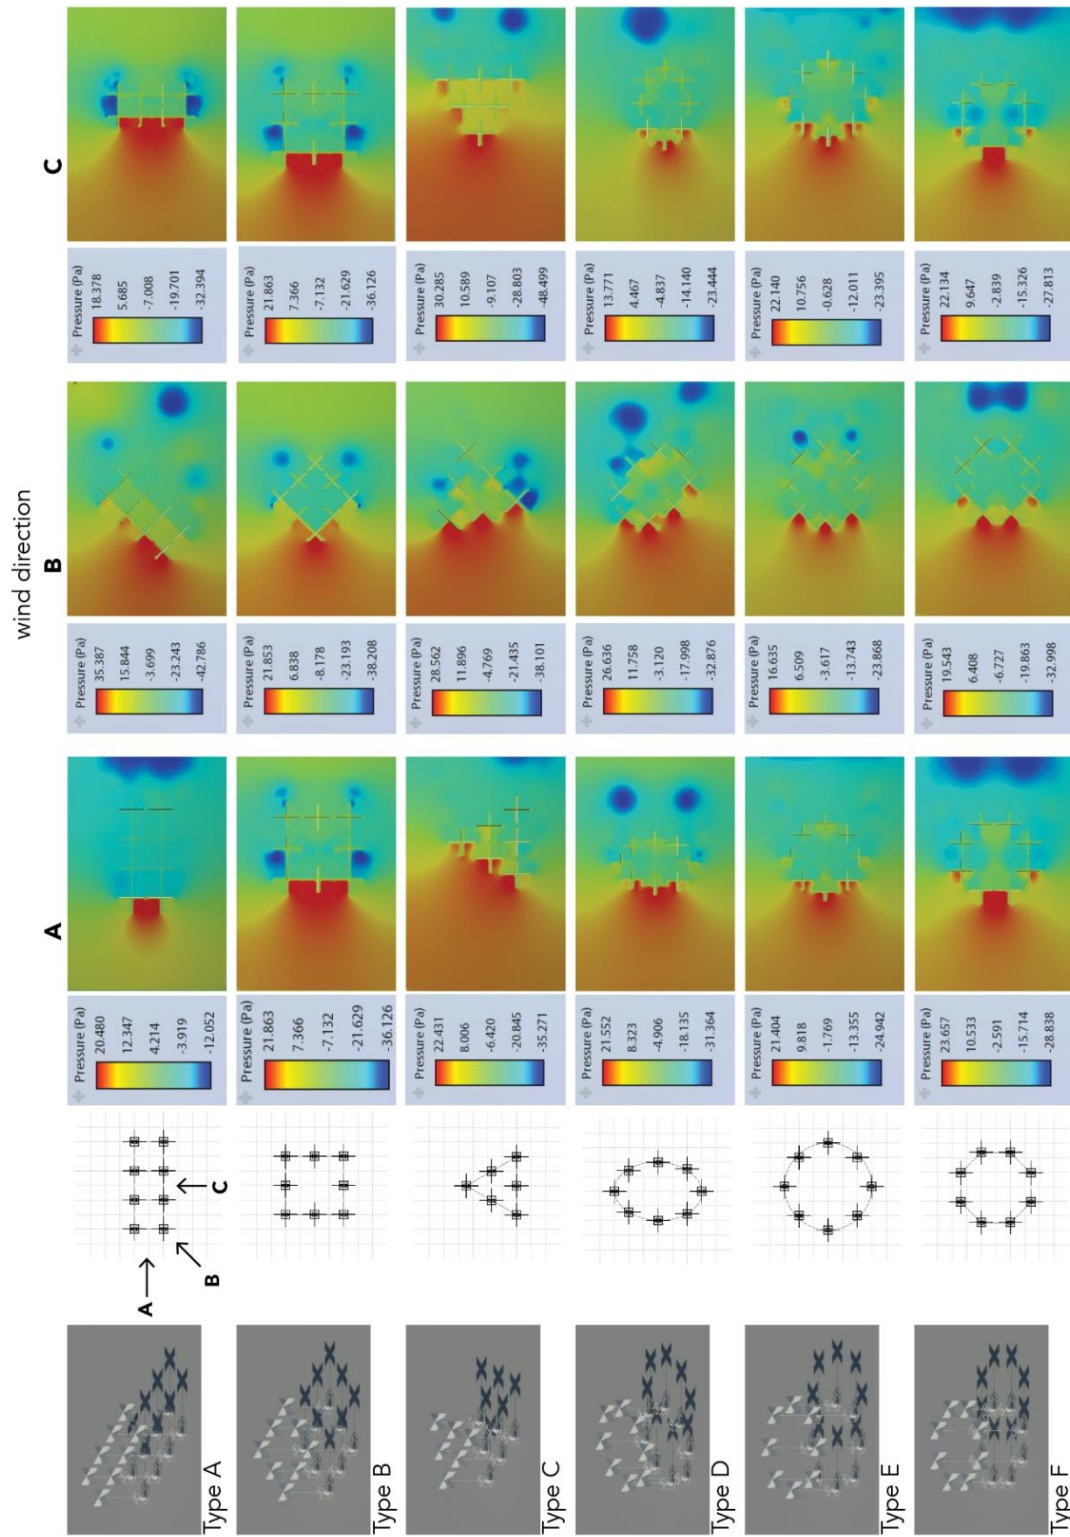 wind direction
A
B
C
A
B
C
Type A
Pressure (Pa)
20.480
12.347
4.214
-3.919
-12.052
Pressure (Pa)
35.387
15.844
-3.699
-23.243
-42.786
Pressure (Pa)
18.378
5.685
-7.008
-19.701
-32.394
Type B
Pressure (Pa)
21.863
7.366
-7.132
-21.629
-36.126
Pressure (Pa)
21.853
6.838
-8.178
-23.193
-38.208
Pressure (Pa)
21.863
7.366
-7.132
-21.629
-36.126
Type C
Pressure (Pa)
22.431
8.006
-6.420
-20.845
-35.271
Pressure (Pa)
28.562
11.896
-4.769
-21.435
-38.101
Pressure (Pa)
30.285
10.589
-9.107
-28.803
-48.499
Type D
Pressure (Pa)
21.552
8.323
-4.906
-18.135
-31.364
Pressure (Pa)
26.636
11.758
-3.120
-17.998
-32.876
Pressure (Pa)
13.771
4.467
-4.837
-14.140
-23.444
Type E
Pressure (Pa)
21.404
9.818
-1.769
-13.355
-24.942
Pressure (Pa)
16.635
6.509
-3.617
-13.743
-23.868
Pressure (Pa)
22.140
10.756
-0.628
-12.011
-23.395
Type F
Pressure (Pa)
23.657
10.533
-2.591
-15.714
-28.838
Pressure (Pa)
19.543
6.408
-6.727
-19.863
-32.998
Pressure (Pa)
22.134
9.647
-2.839
-15.326
-27.813